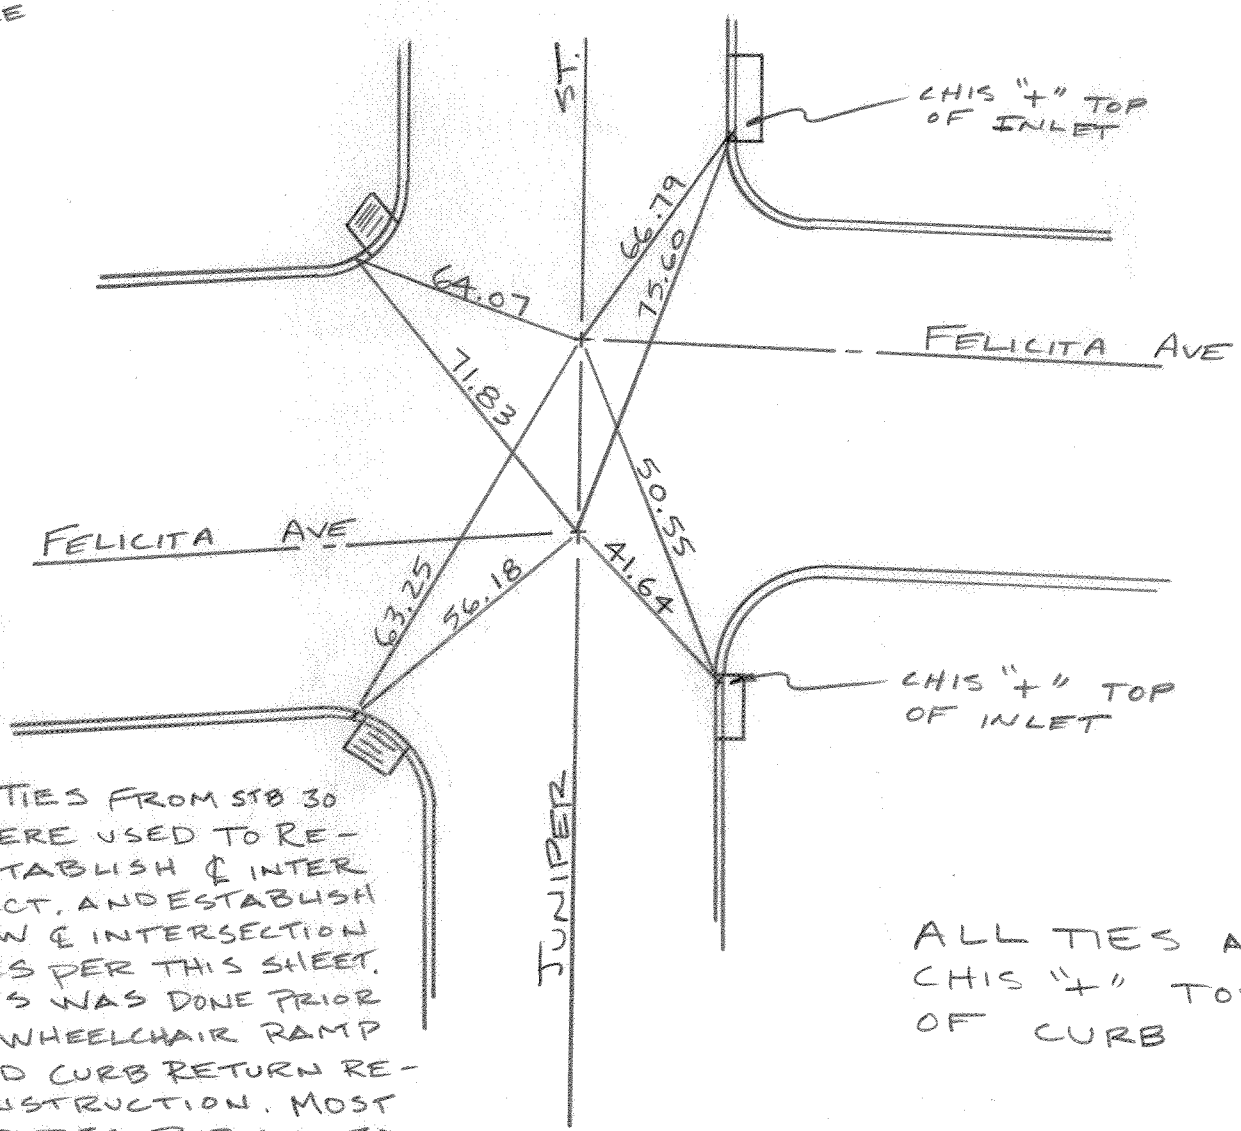 ST.
CHIS "+" TOP
OF INLET
66.79
75.60
64.07
FELICITA AVE
71.83
50.55
FELICITA AVE
41.64
63.25
56.18
CHIS "+" TOP
OF INLET
JUNIPER
TIES FROM STB 30
ERE USED TO RE-
TABLISH ℄ INTER
CT. AND ESTABLISH
W ℄ INTERSECTION
S PER THIS SHEET.
S WAS DONE PRIOR
WHEELCHAIR RAMP
D CURB RETURN RE-
NSTRUCTION. MOST
ALL TIES A
CHIS "+" TO
OF CURB